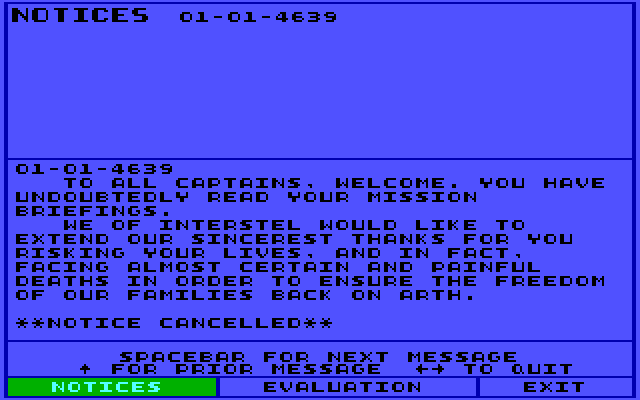 NOTICES 01-01-4639
01-01-4639
TO ALL CAPTAINS, WELCOME. YOU HAVE
UNDOUBTEDLY READ YOUR MISSION
BRIEFINGS.
WE OF INTERSTEL WOULD LIKE TO
EXTEND OUR SINCEREST THANKS FOR YOU
RISKING YOUR LIVES, AND IN FACT,
FACING ALMOST CERTAIN AND PAINFUL
DEATHS IN ORDER TO ENSURE THE FREEDOM
OF OUR FAMILIES BACK ON ARTH.
**NOTICE CANCELLED**
SPACEBAR FOR NEXT MESSAGE
↑ FOR PRIOR MESSAGE ←→ TO QUIT
NOTICES EVALUATION EXIT